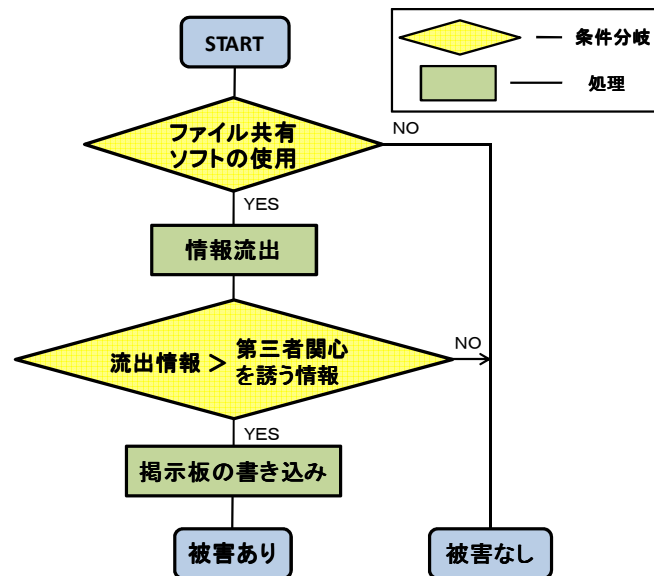 START
条件分岐
処理
ファイル共有
ソフトの使用
NO
YES
情報流出
流出情報 > 第三者関心
を誘う情報
NO
YES
掲示板の書き込み
被害あり
被害なし